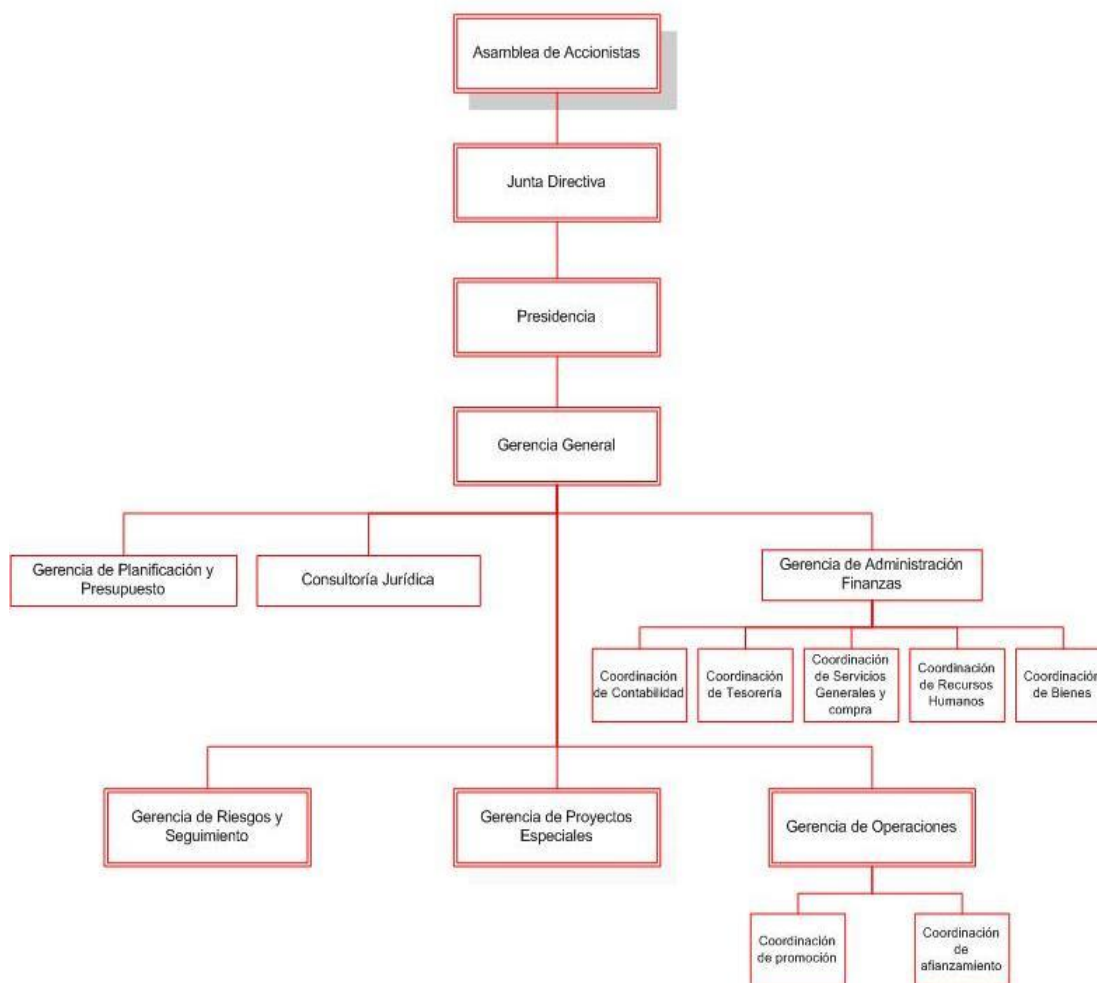 Asamblea de Accionistas
Junta Directiva
Presidencia
Gerencia General
Gerencia de Planificación y
Presupuesto
Consultoría Jurídica
Gerencia de Administración
Finanzas
Coordinación
de Contabilidad
Coordinación
de Tesorería
Coordinación
de Servicios
Generales y
compra
Coordinación
de Recursos
Humanos
Coordinación
de Bienes
Gerencia de Riesgos y
Seguimiento
Gerencia de Proyectos
Especiales
Gerencia de Operaciones
Coordinación
de promoción
Coordinación
de
afianzamiento